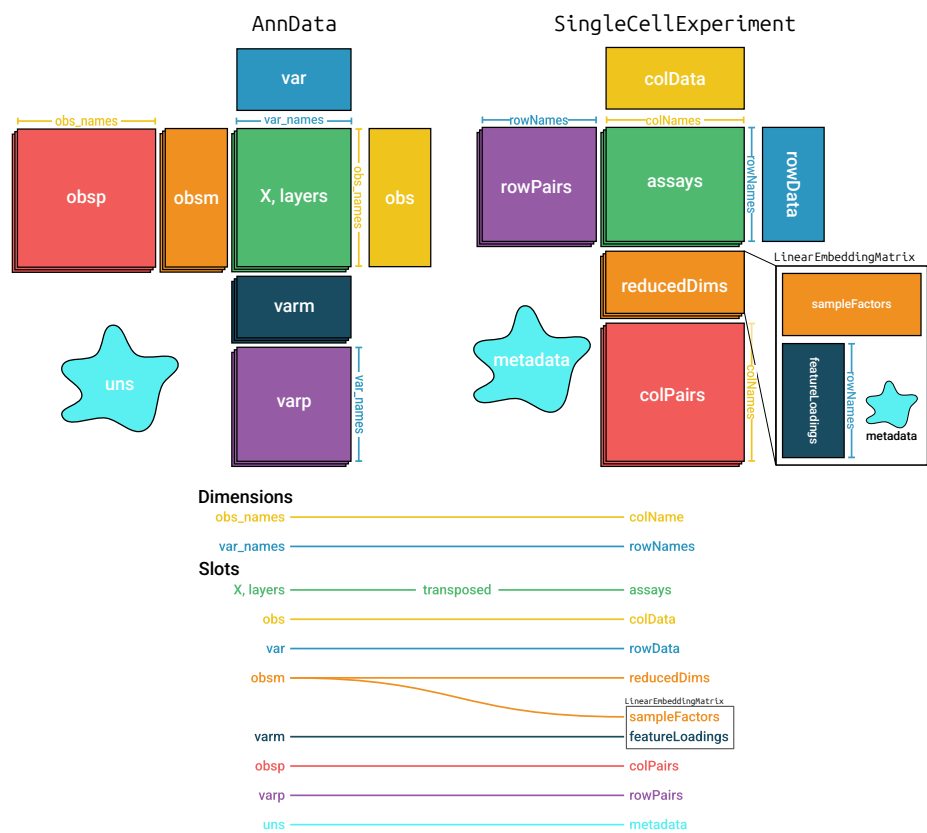 AnnData
SingleCellExperiment
var
colData
obs_names
var_names
rowNames
colNames
obsp
obsm
X, layers
obs_names
obs
rowPairs
assays
rowNames
rowData
varm
reducedDims
LinearEmbeddingMatrix
sampleFactors
uns
varp
var_names
metadata
colPairs
colNames
featureLoadings
rowNames
metadata
Dimensions
obs_names colName
var_names rowNames
Slots
X, layers transposed assays
obs colData
var rowData
obsm reducedDims
LinearEmbeddingMatrix
sampleFactors
varm featureLoadings
obsp colPairs
varp rowPairs
uns metadata